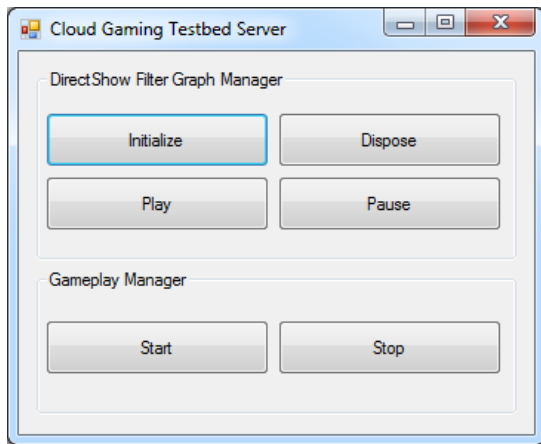 Cloud Gaming Testbed Server
DirectShow Filter Graph Manager
Initialize
Dispose
Play
Pause
Gameplay Manager
Start
Stop